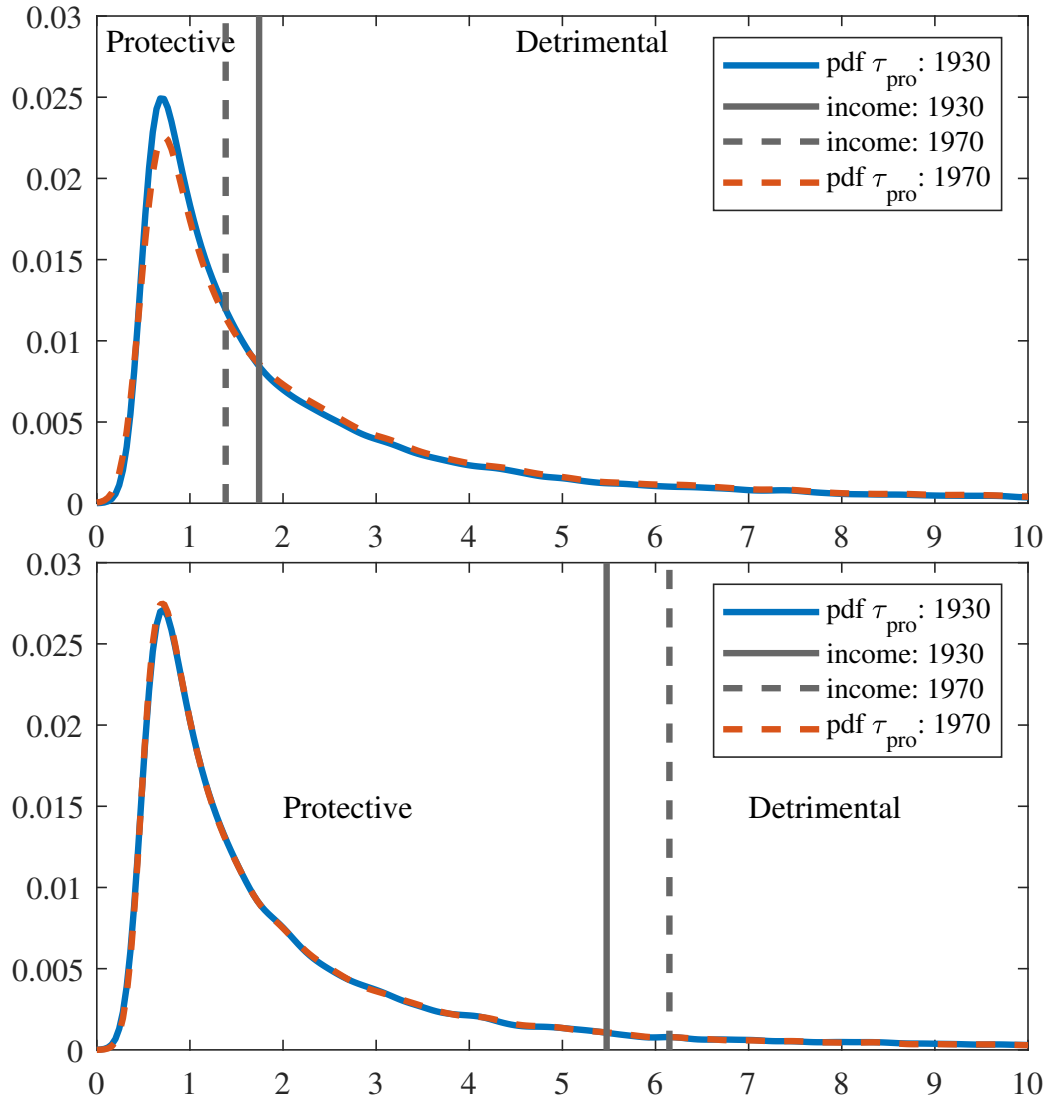 0.03
Protective
Detrimental
pdf τpro: 1930
income: 1930
income: 1970
pdf τpro: 1970
0.025
0.02
0.015
0.01
0.005
0
0 1 2 3 4 5 6 7 8 9 10
0.03
pdf τpro: 1930
income: 1930
income: 1970
pdf τpro: 1970
0.025
0.02
0.015
Protective
Detrimental
0.01
0.005
0
0 1 2 3 4 5 6 7 8 9 10